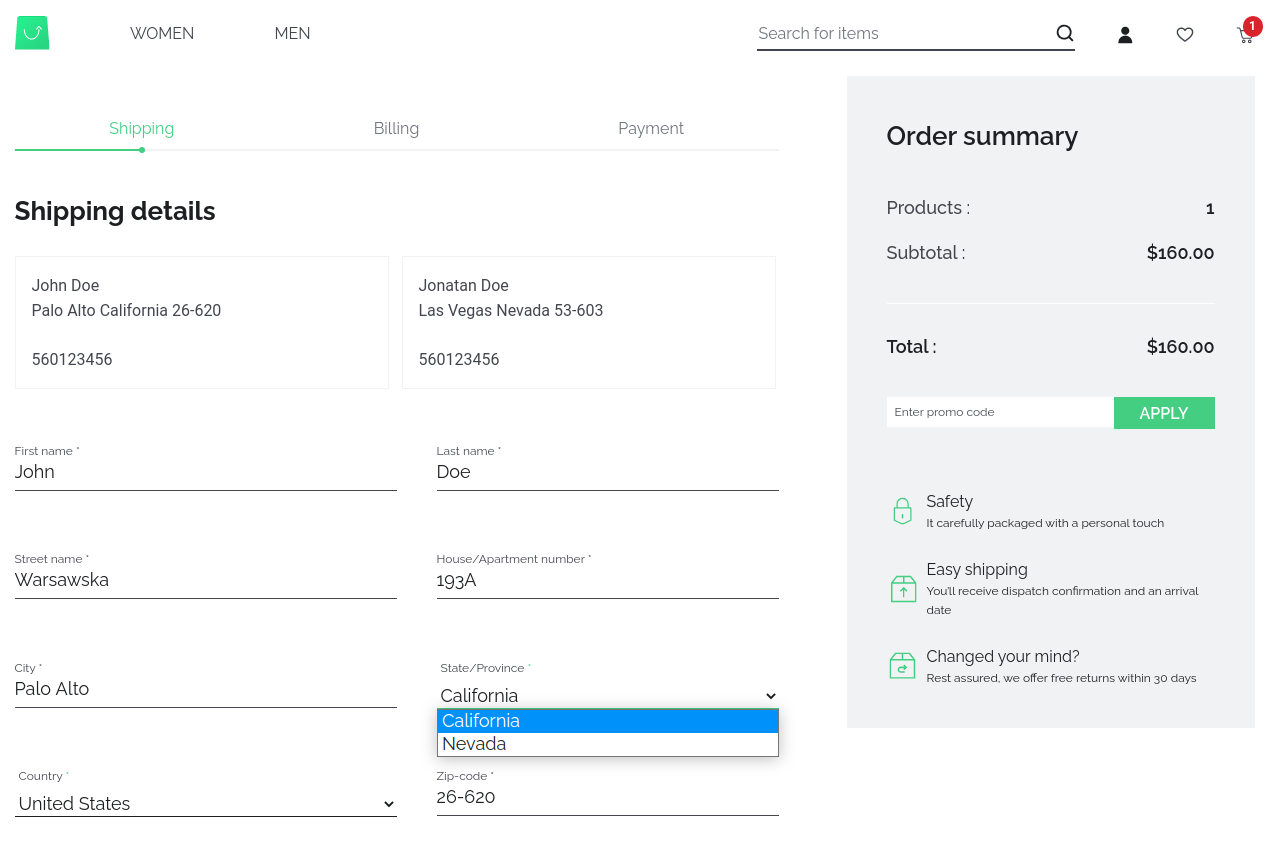 WOMEN
MEN
Search for items
1
Shipping
Billing
Payment
Shipping details
John Doe
Palo Alto California 26-620
560123456
Jonatan Doe
Las Vegas Nevada 53-603
560123456
First name *
John
Last name *
Doe
Street name *
Warsawska
House/Apartment number *
193A
City *
Palo Alto
State/Province *
California
California
Nevada
Country *
United States
Zip-code *
26-620
Order summary
Products :
1
Subtotal :
$160.00
Total :
$160.00
Enter promo code
APPLY
Safety
It carefully packaged with a personal touch
Easy shipping
You'll receive dispatch confirmation and an arrival
date
Changed your mind?
Rest assured, we offer free returns within 30 days